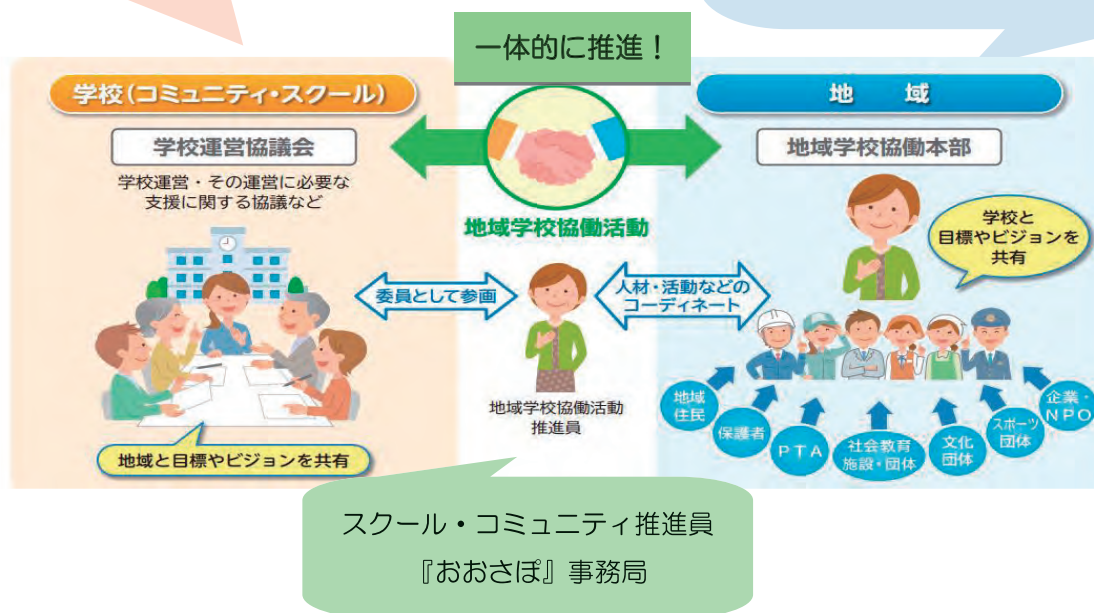 一体的に推進！
学校(コミュニティ・スクール)
学校運営協議会
学校運営・その運営に必要な
支援に関する協議など
地域と目標やビジョンを共有
地域学校協働活動
委員として参画
人材・活動などの
コーディネート
地域学校協働活動
推進員
地　域
地域学校協働本部
学校と
目標やビジョンを
共有
地域
住民
保護者
PTA
社会教育
施設・団体
文化
団体
スポーツ
団体
企業・
NPO
スクール・コミュニティ推進員
『おおさぽ』事務局